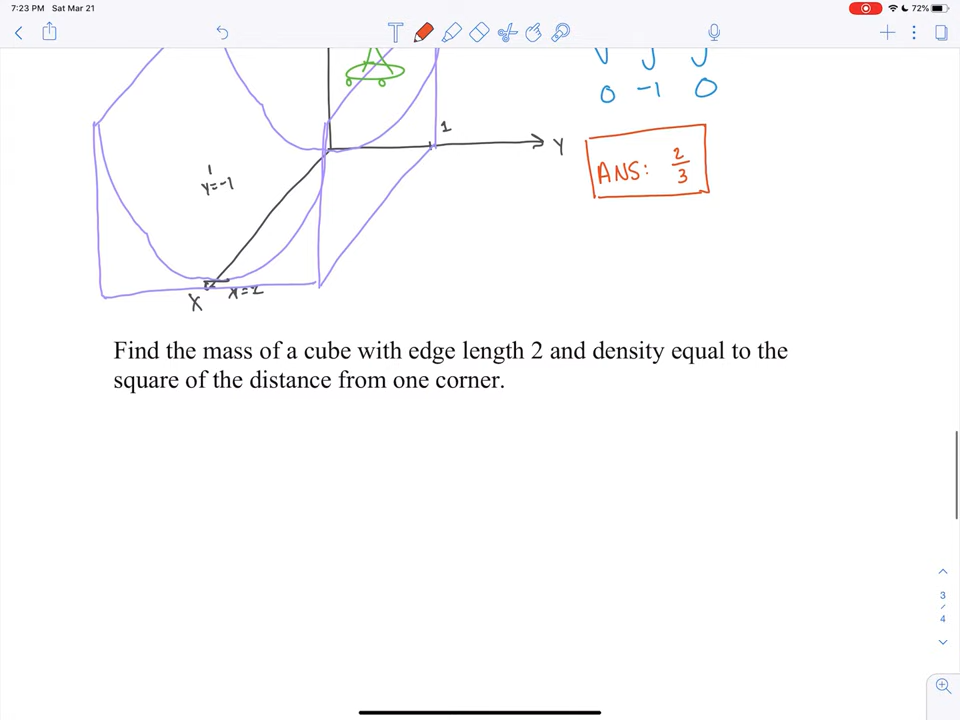 7:23 PM Sat Mar 21
72%
0 -1 0
1
Y
ANS: 2/3
1
y=-1
X
Find the mass of a cube with edge length 2 and density equal to the
square of the distance from one corner.
3
/
4